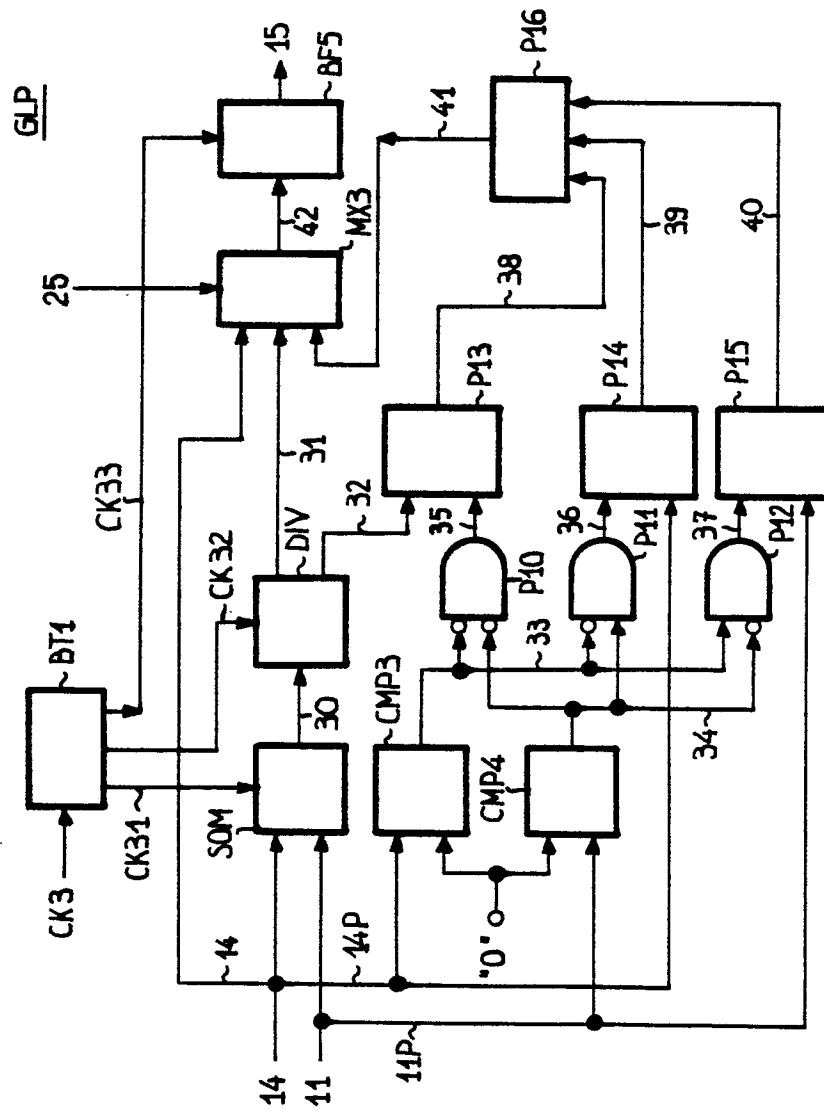 GLP
CK3
BT1
CK31
CK32
CK33
25
15
BF5
42
MX3
SOM
30
DIV
31
32
14
14
14P
11
11P
"0"
CMP3
CMP4
33
34
35
P10
36
P11
37
P12
P13
P14
P15
38
39
40
41
P16